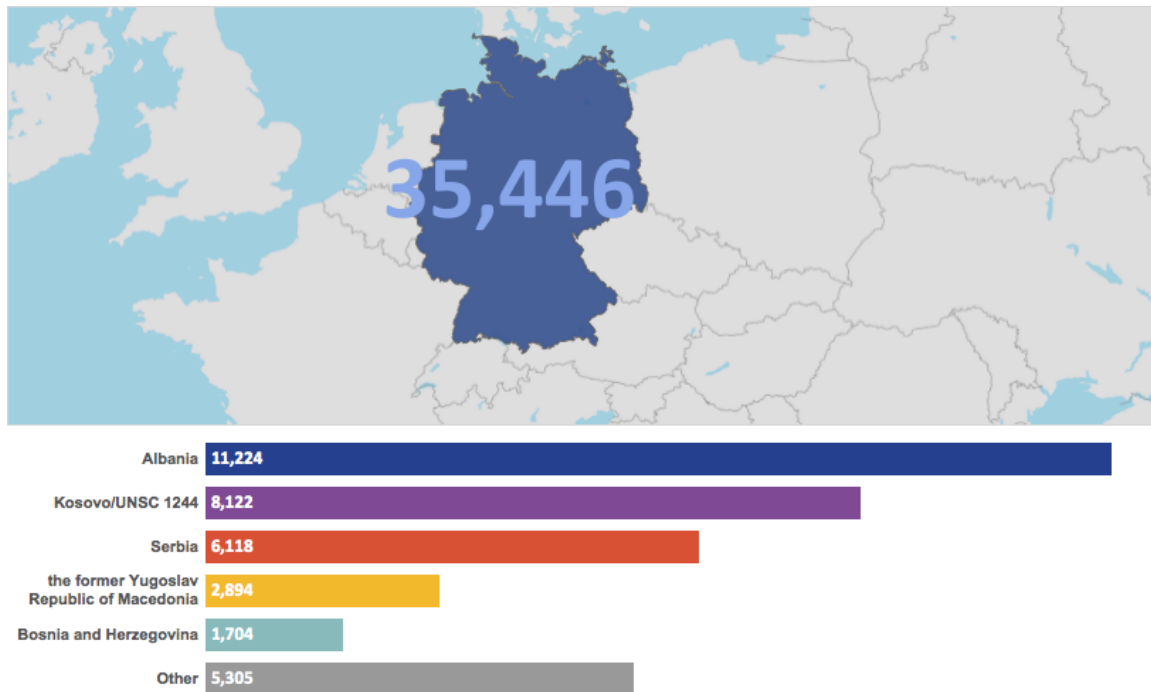 35,446
Albania 11,224
Kosovo/UNSC 1244 8,122
Serbia 6,118
the former Yugoslav
Republic of Macedonia 2,894
Bosnia and Herzegovina 1,704
Other 5,305